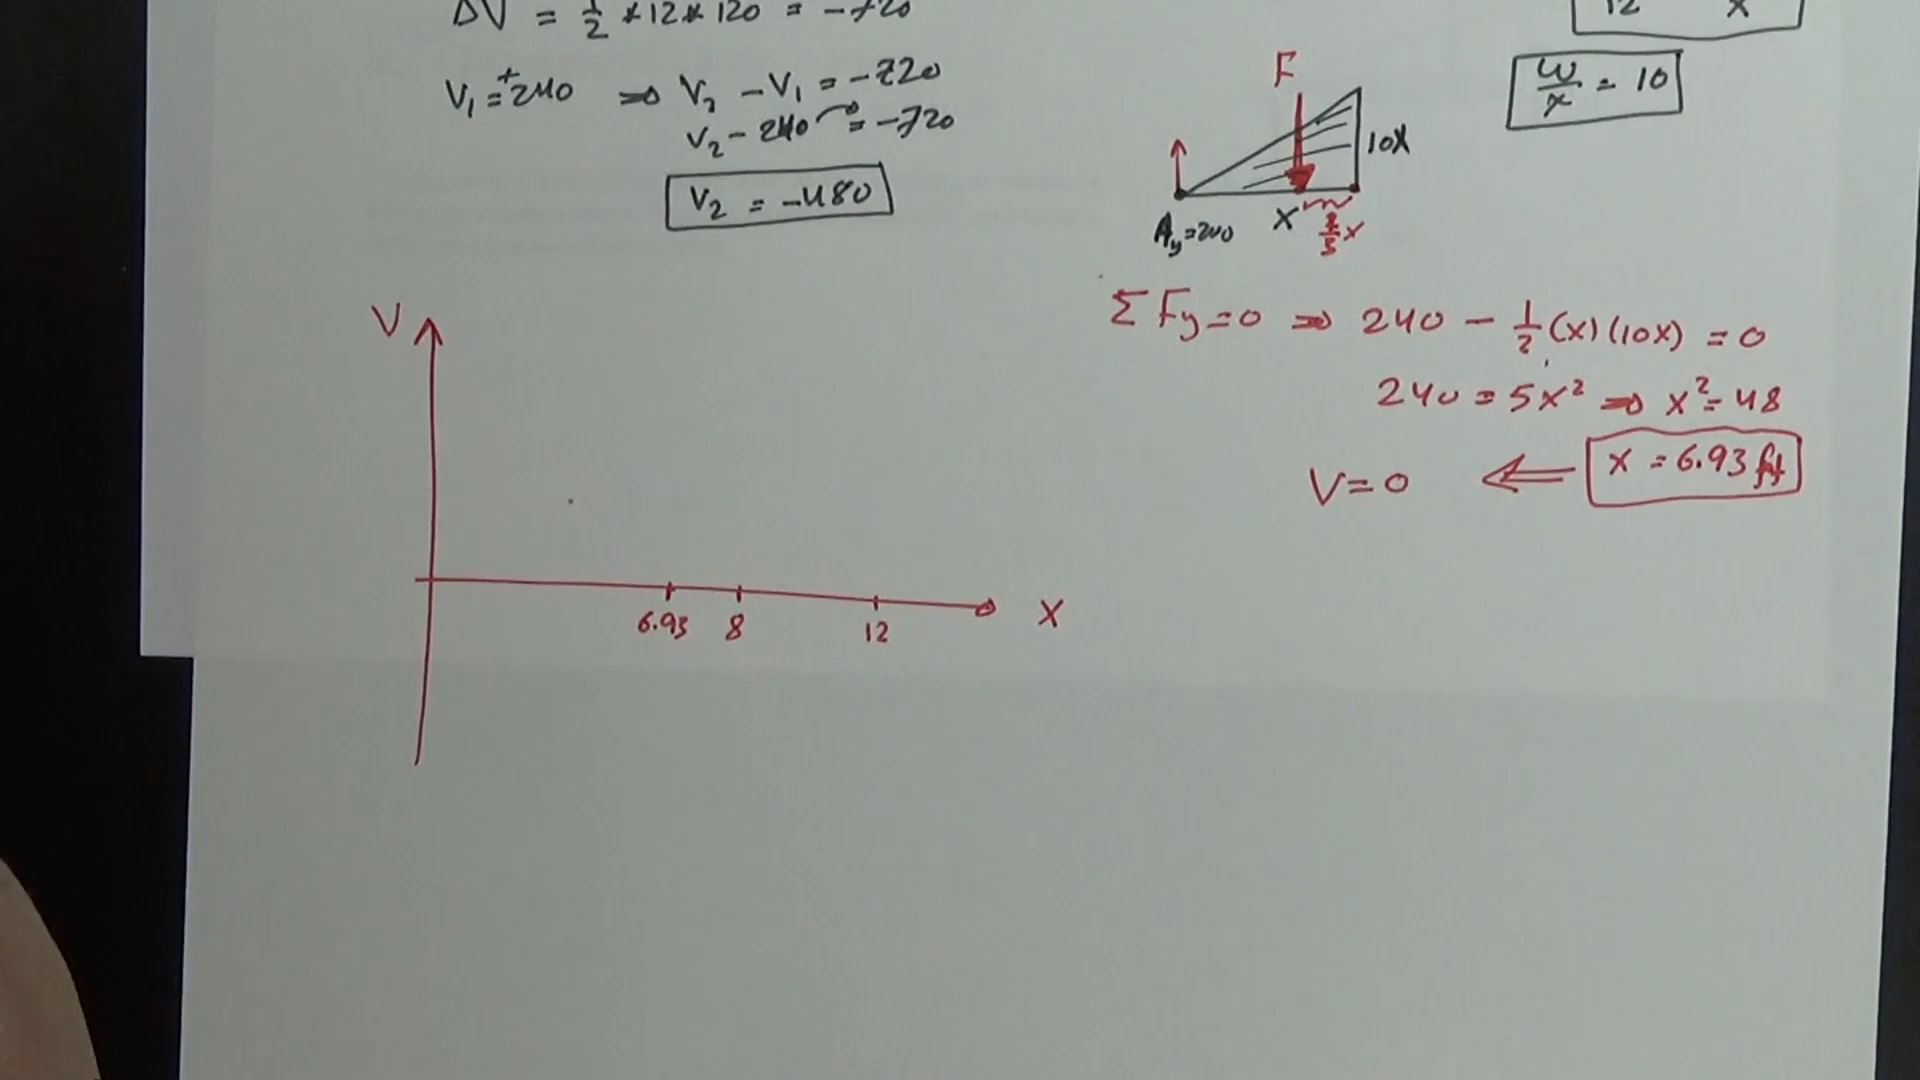 ΔV = 1/2 * 12 * 120 = -720
V₁ = +240 ⇒ V₂ - V₁ = -720
V₂ - 240 = -720
V₂ = -480
12 x
w/x = 10
F
10X
Ay=240 X x
ΣFy=0 ⇒ 240 - 1/2 (x)(10x) = 0
240 = 5x² ⇒ x² = 48
V=0 ⇐ x = 6.93 ft
V
6.93 8 12 X